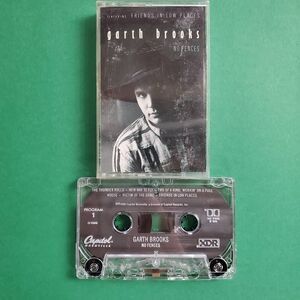 FEATURING FRIENDS IN LOW PLACES
garth brooks
NO FENCES
THE THUNDER ROLLS - NEW WAY TO FLY - TWO OF A KIND, WORKIN' ON A FULL
HOUSE - VICTIM OF THE GAME - FRIENDS IN LOW PLACES
PROGRAM
1
Capitol
NASHVILLE
GARTH BROOKS
NO FENCES
XDR